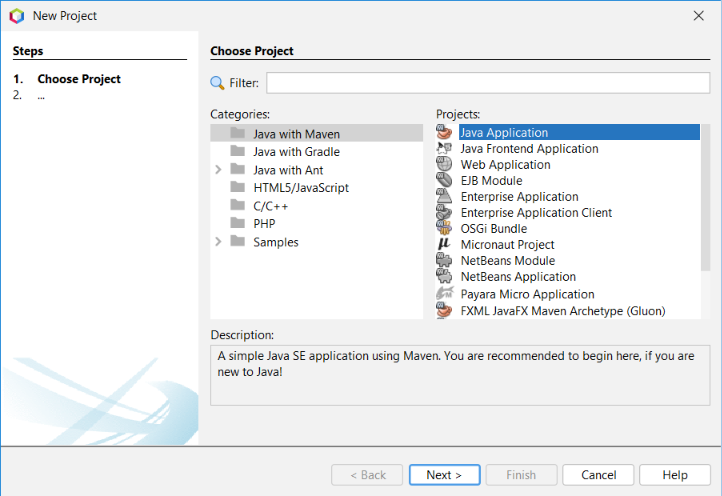 New Project
Steps
1. Choose Project
2. ...
Choose Project
Filter:
Categories:
Java with Maven
Java with Gradle
Java with Ant
HTML5/JavaScript
C/C++
PHP
Samples
Projects:
Java Application
Java Frontend Application
Web Application
EJB Module
Enterprise Application
Enterprise Application Client
OSGi Bundle
Micronaut Project
NetBeans Module
NetBeans Application
Payara Micro Application
FXML JavaFX Maven Archetype (Gluon)
Description:
A simple Java SE application using Maven. You are recommended to begin here, if you are
new to Java!
< Back
Next >
Finish
Cancel
Help